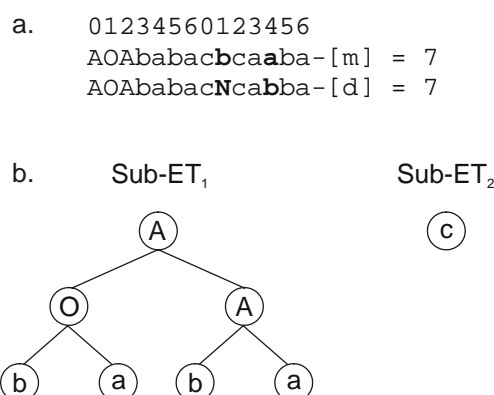 a. 01234560123456
AOAbabacbcaaba-[m] = 7
AOAbabacNcabba-[d] = 7
b. Sub-ET₁ Sub-ET₂
A c
O A
b a b a